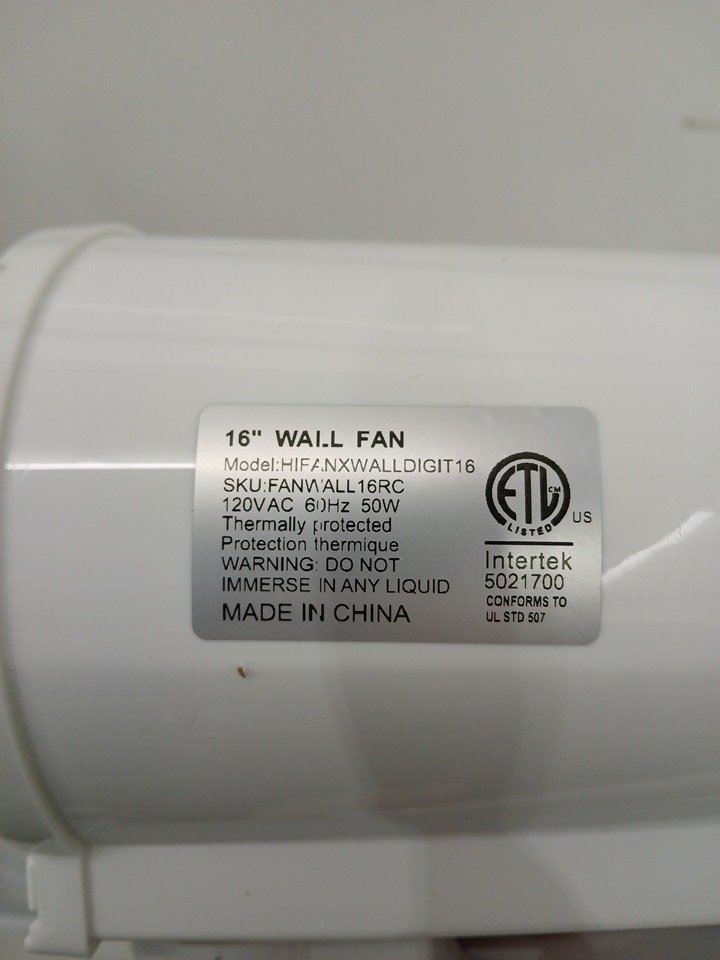 16" WALL FAN
Model:HIFANXWALLDIGIT16
SKU:FANWALL16RC
120VAC 60Hz 50W
Thermally protected
Protection thermique
WARNING: DO NOT
IMMERSE IN ANY LIQUID
MADE IN CHINA
ETL CM
LISTED
US
Intertek
5021700
CONFORMS TO
UL STD 507